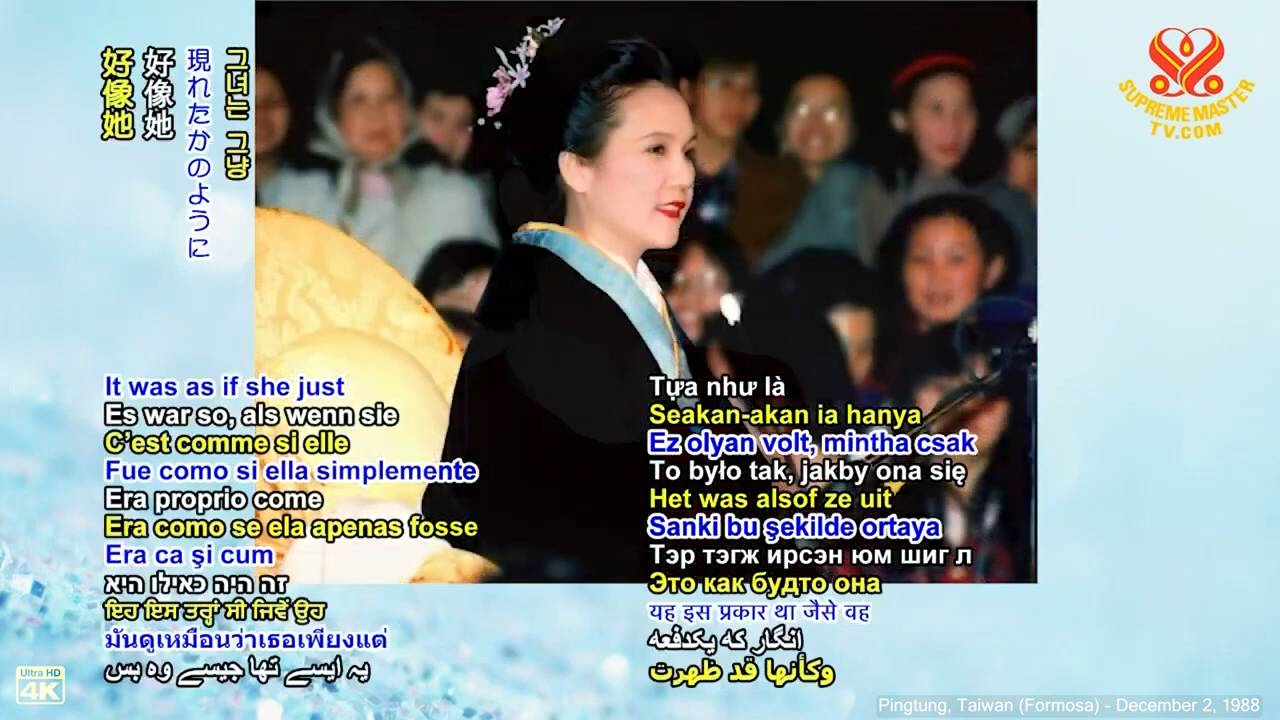 그녀는 그냥
現れたかのように
好像她
好像她
SUPREME MASTER
TV.COM
It was as if she just
Es war so, als wenn sie
C'est comme si elle
Fue como si ella simplemente
Era proprio come
Era como se ela apenas fosse
Era ca şi cum
זה היה כאילו היא
ਇਹ ਇਸ ਤਰ੍ਹਾਂ ਸੀ ਜਿਵੇਂ ਉਹ
มันดูเหมือนว่าเธอเพียงแต่
یہ ایسے تھا جیسے وہ بس
Tựa như là
Seakan-akan ia hanya
Ez olyan volt, mintha csak
To było tak, jakby ona się
Het was alsof ze uit
Sanki bu şekilde ortaya
Тэр тэгж ирсэн юм шиг л
Это как будто она
यह इस प्रकार था जैसे वह
انگار که یکدفعه
وكأنها قد ظهرت
Ultra HD
4K
Pingtung, Taiwan (Formosa) - December 2, 1988